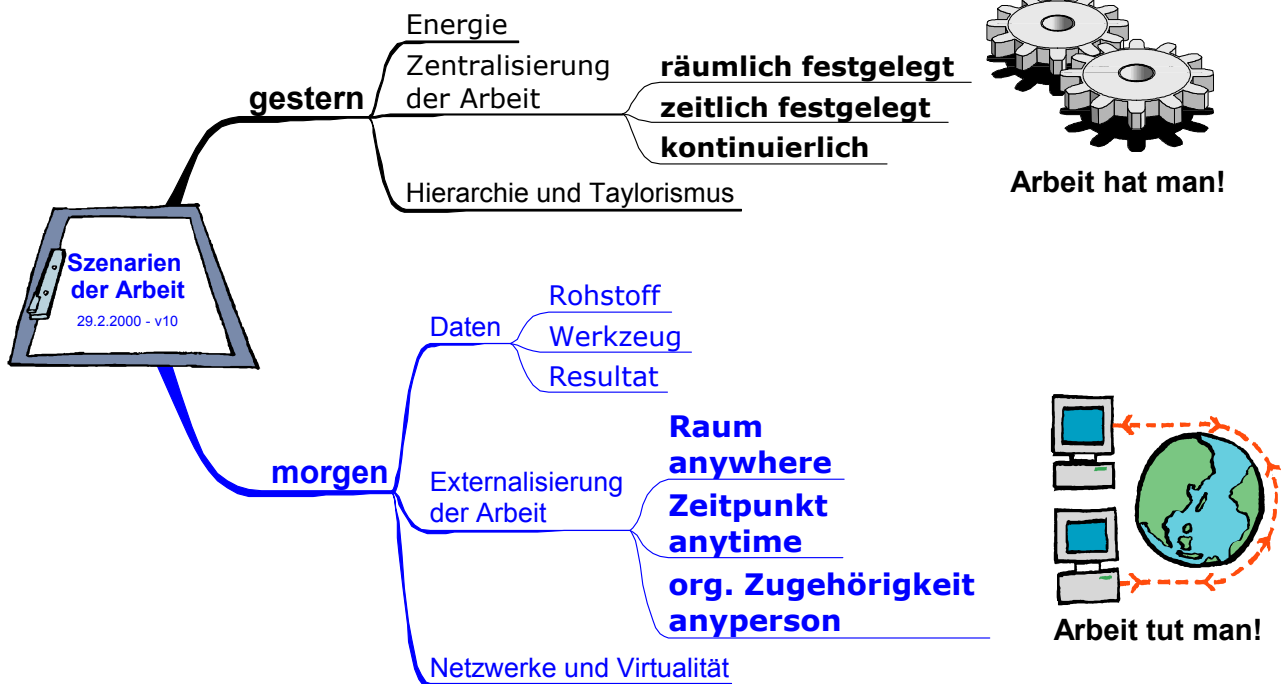 Szenarien
der Arbeit
29.2.2000 - v10
gestern
Energie
Zentralisierung
der Arbeit
räumlich festgelegt
zeitlich festgelegt
kontinuierlich
Hierarchie und Taylorismus
Arbeit hat man!
morgen
Daten
Rohstoff
Werkzeug
Resultat
Externalisierung
der Arbeit
Raum
anywhere
Zeitpunkt
anytime
org. Zugehörigkeit
anyperson
Netzwerke und Virtualität
Arbeit tut man!